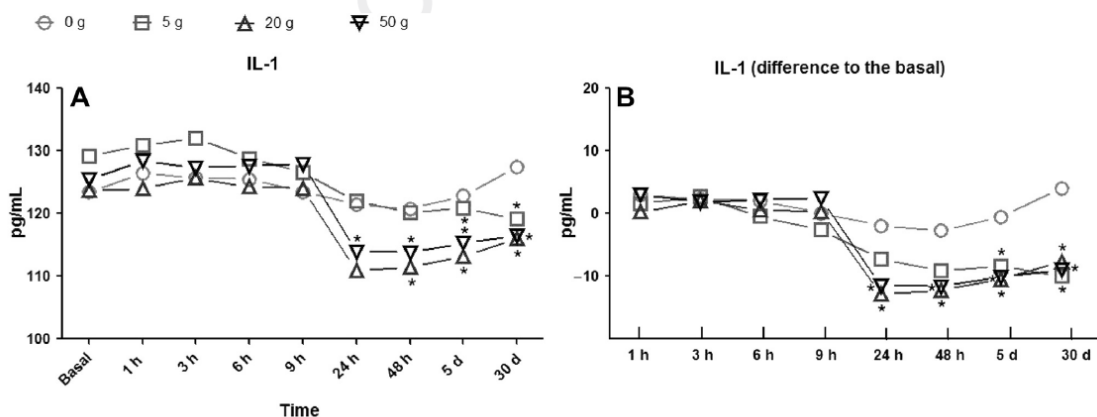 0 g 5 g 20 g 50 g
IL-1
A
pg/mL
140
130
120
110
100
* * * * * * * * *
Basal 1 h 3 h 6 h 9 h 24 h 48 h 5 d 30 d
Time
IL-1 (difference to the basal)
B
pg/mL
20
10
0
−10
* * * * * * * * * *
1 h 3 h 6 h 9 h 24 h 48 h 5 d 30 d